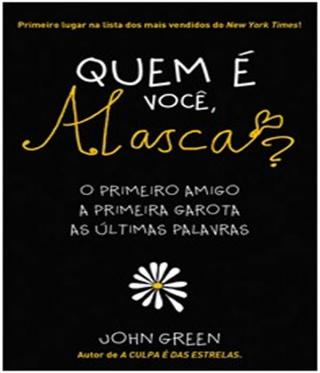 Primeiro lugar na lista dos mais vendidos do New York Times!
QUEM É
VOCÊ,
Alasca?
O PRIMEIRO AMIGO
A PRIMEIRA GAROTA
AS ÚLTIMAS PALAVRAS
JOHN GREEN
Autor de A CULPA É DAS ESTRELAS.